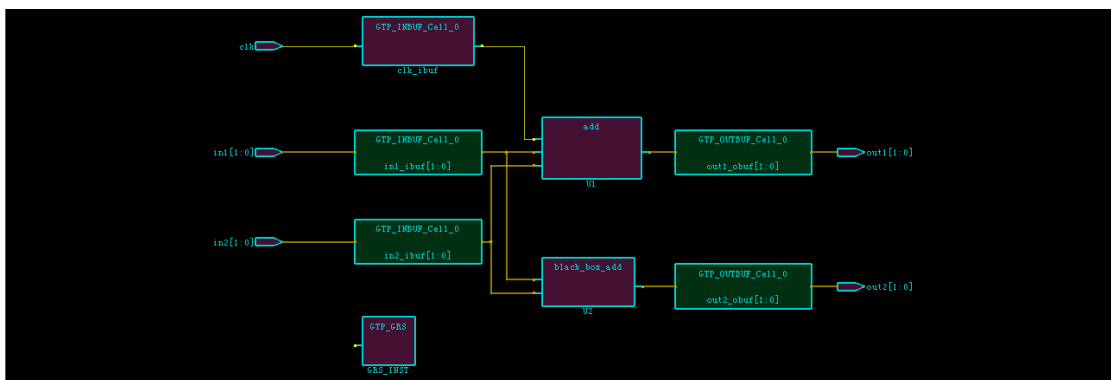 GTP_INBUF_Cell_0
clk
clk_ibuf
GTP_INBUF_Cell_0
add
GTP_OUTBUF_Cell_0
in1[1:0]
out1[1:0]
in1_ibuf[1:0]
out1_obuf[1:0]
U1
GTP_INBUF_Cell_0
in2[1:0]
in2_ibuf[1:0]
black_box_add
GTP_OUTBUF_Cell_0
out2[1:0]
out2_obuf[1:0]
U2
GTP_GRS
GRS_INST